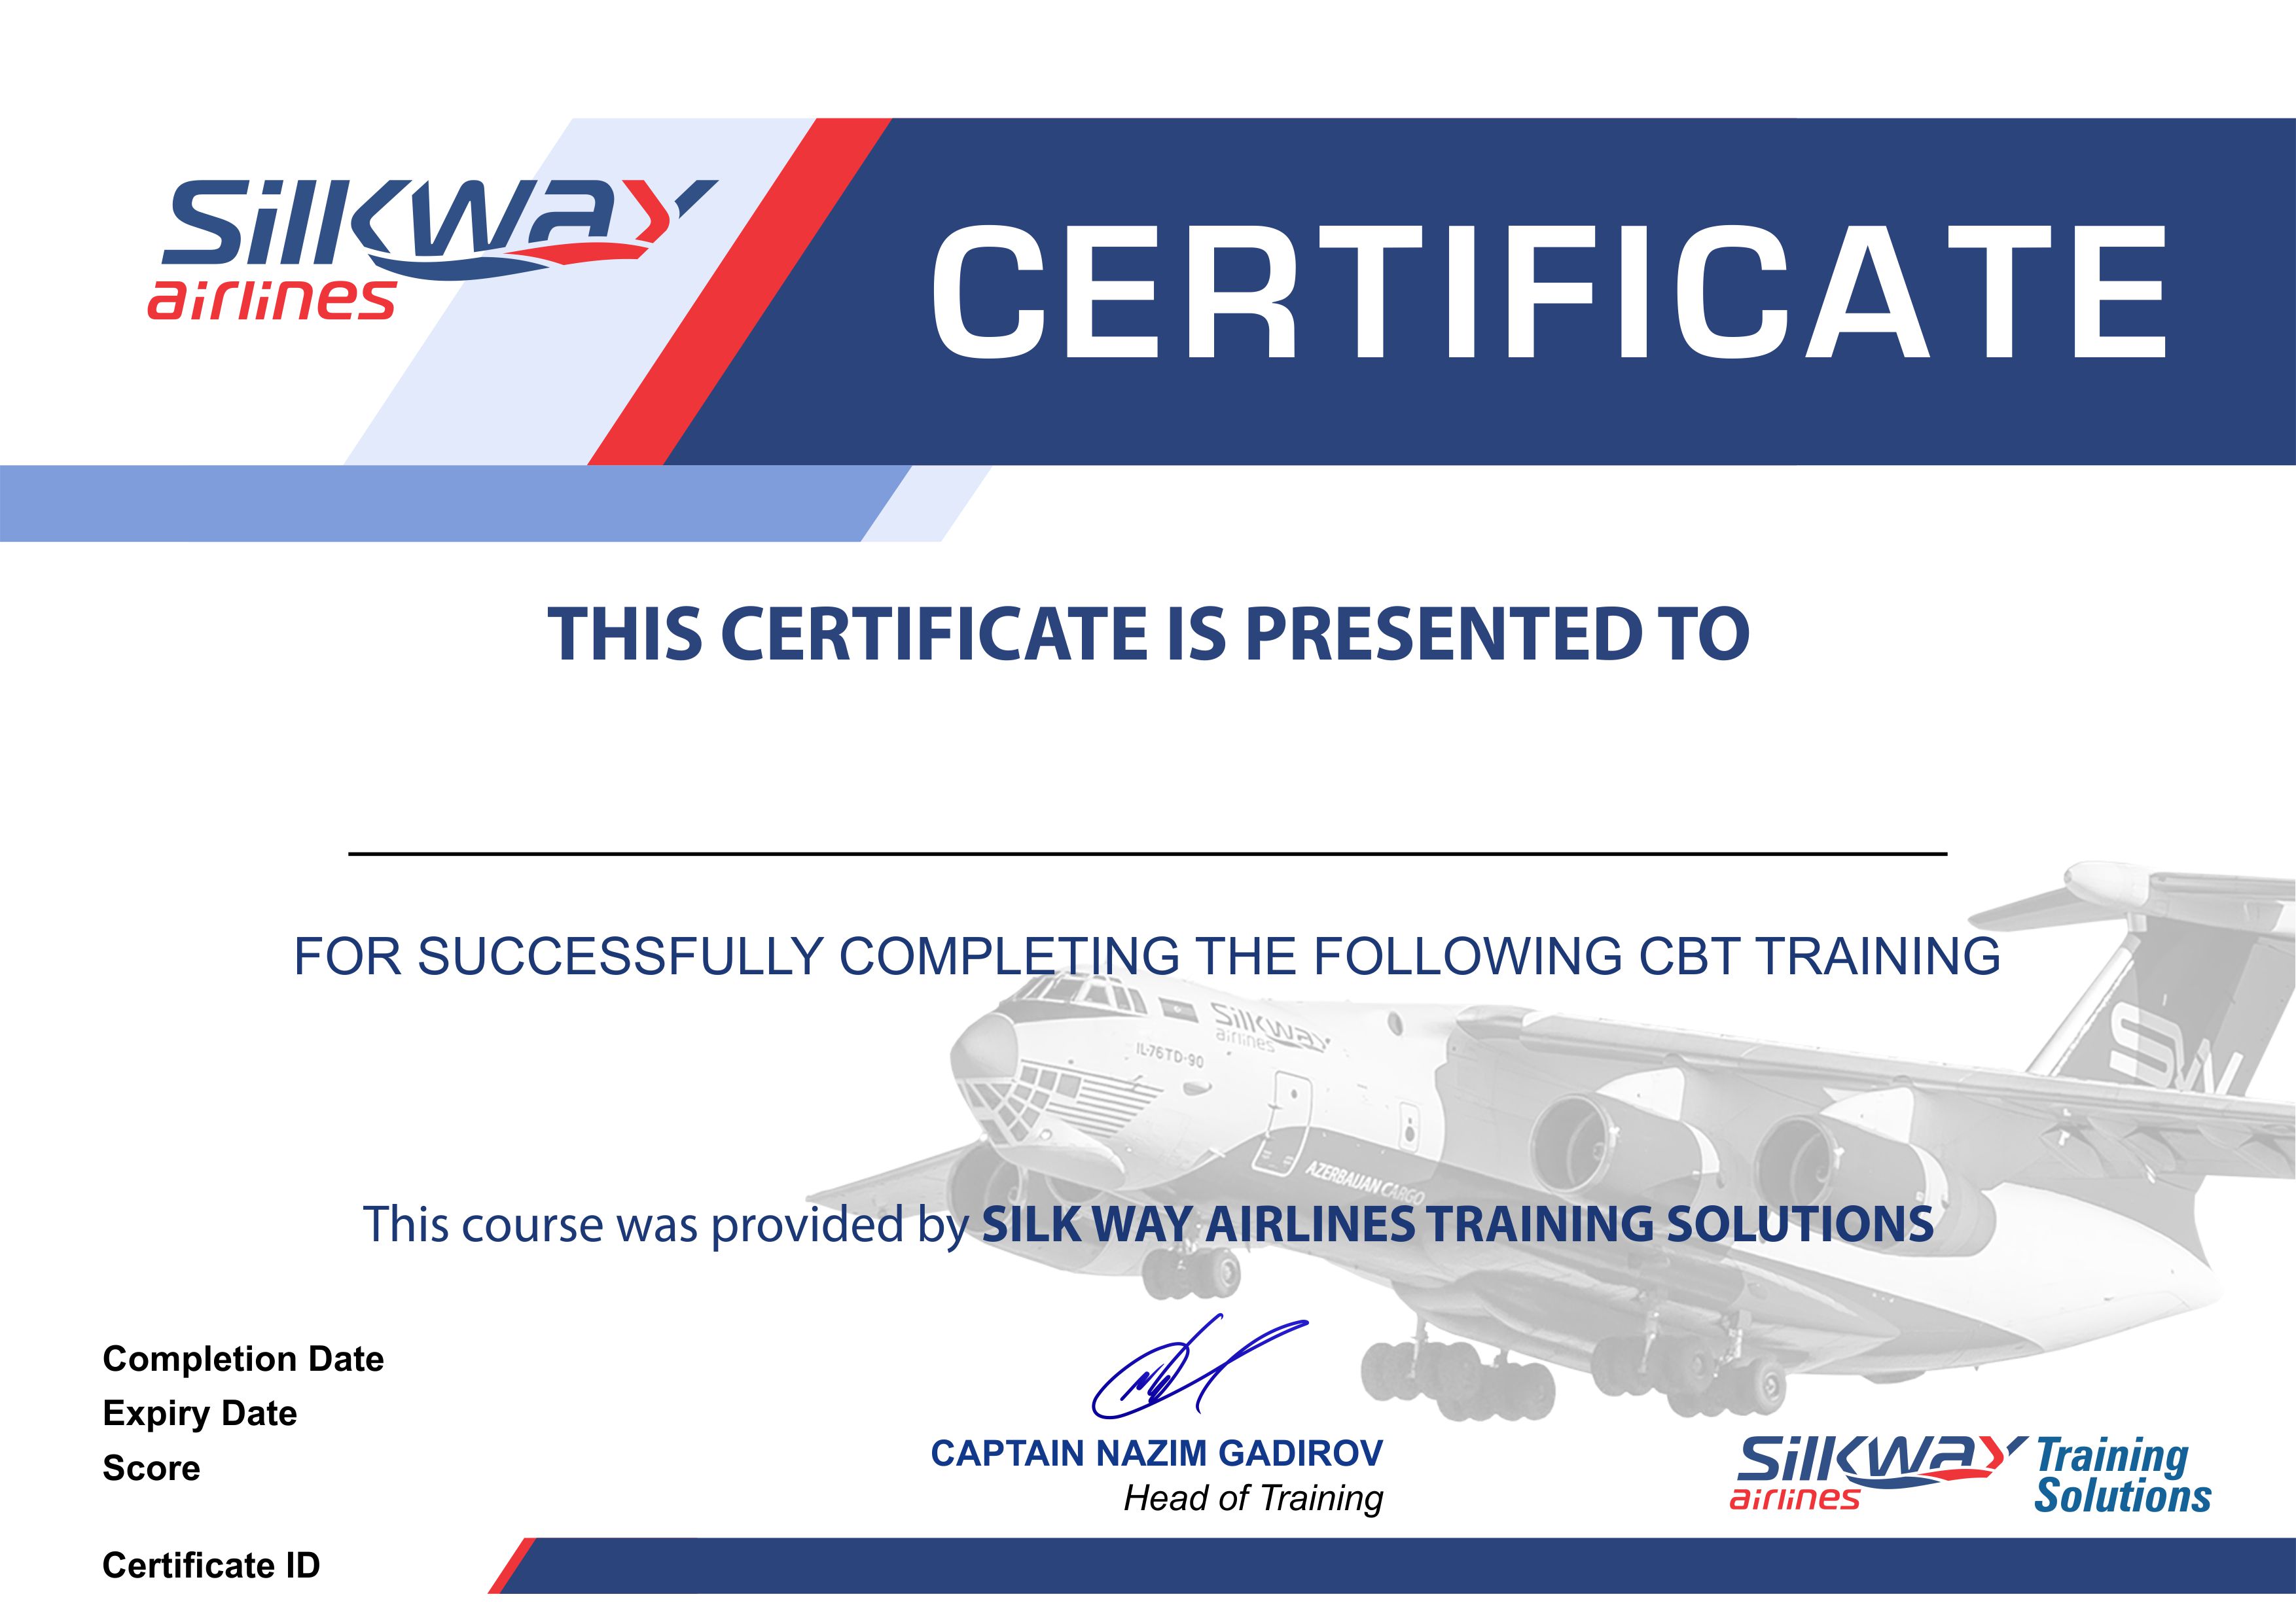 Silkway
airlines
CERTIFICATE
THIS CERTIFICATE IS PRESENTED TO
FOR SUCCESSFULLY COMPLETING THE FOLLOWING CBT TRAINING
Silkway
airlines
IL-76TD-90
SW
AZERBAIJAN CARGO
This course was provided by SILK WAY AIRLINES TRAINING SOLUTIONS
Completion Date
Expiry Date
Score
CAPTAIN NAZIM GADIROV
Head of Training
Silkway
airlines
Training
Solutions
Certificate ID